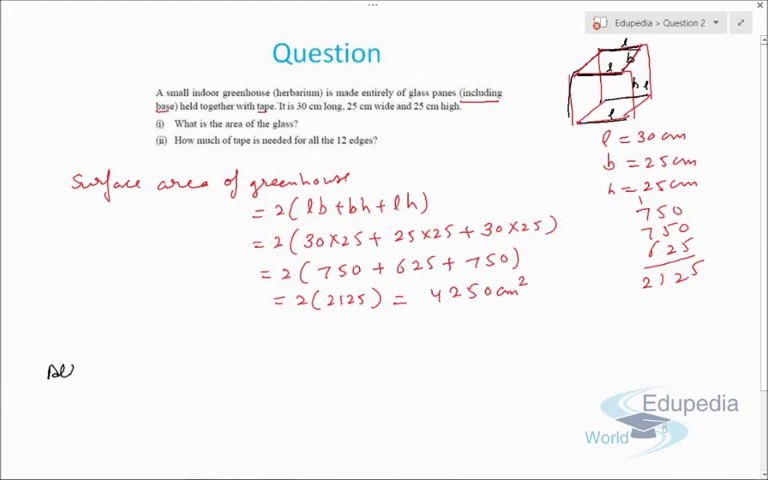 Edupedia > Question 2
Question
A small indoor greenhouse (herbarium) is made entirely of glass panes (including
base) held together with tape. It is 30 cm long, 25 cm wide and 25 cm high.
(i) What is the area of the glass?
(ii) How much of tape is needed for all the 12 edges?
l
b
l
h l
l
l = 30 cm
b = 25 cm
h = 25 cm
750
750
625
2125
Surface area of greenhouse
= 2(lb + bh + lh)
= 2(30×25 + 25×25 + 30×25)
= 2(750 + 625 + 750)
= 2(2125) = 4250 cm²
Edupedia
World